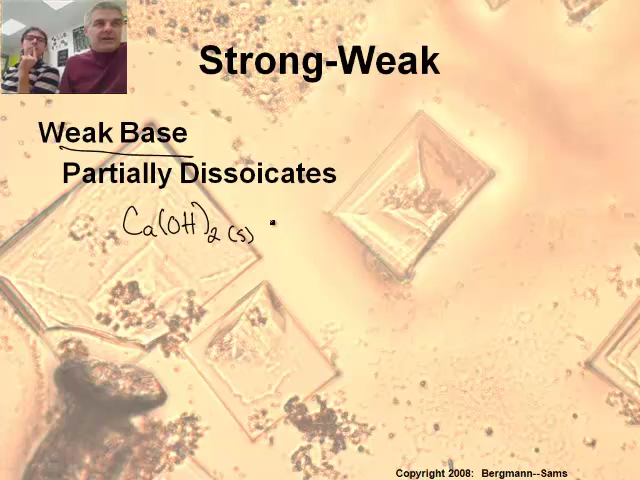 Strong-Weak
Weak Base
Partially Dissoicates
Ca(OH)₂ (s)
Copyright 2008: Bergmann--Sams